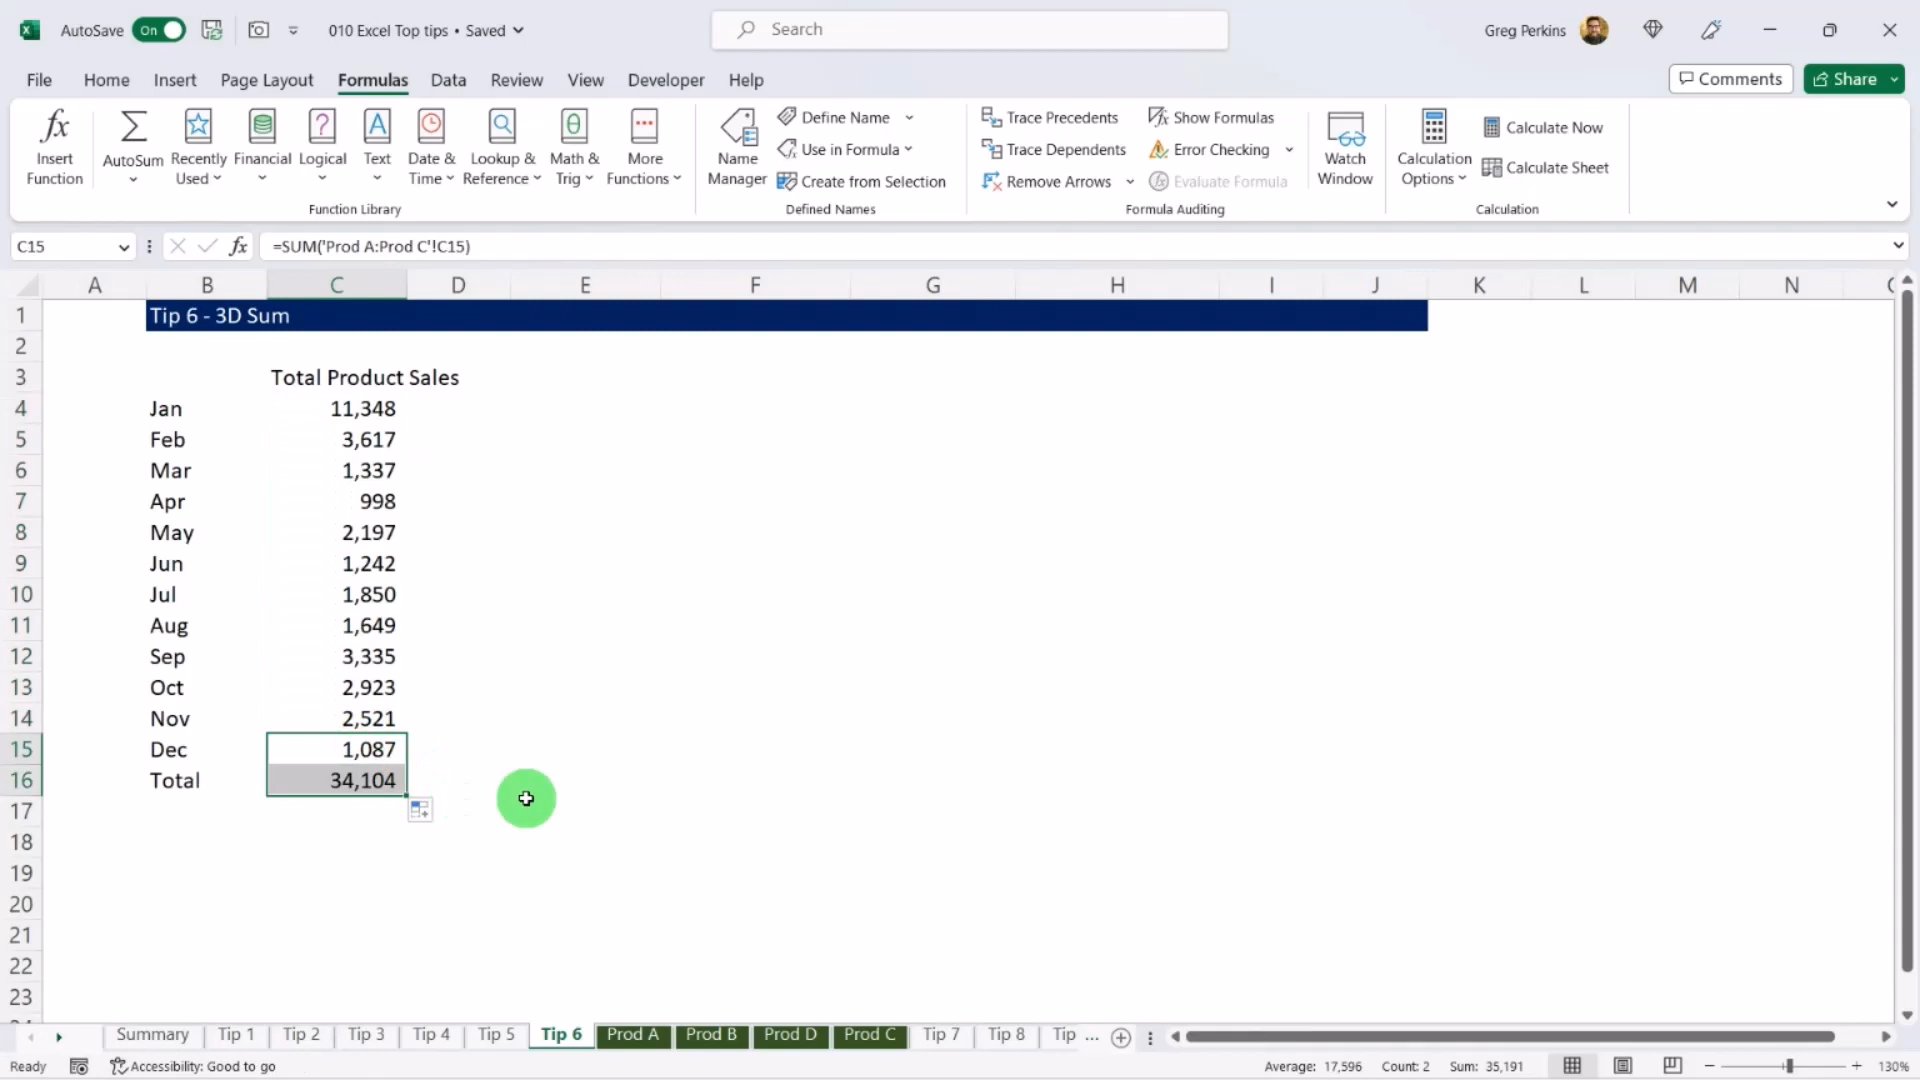 AutoSave On 010 Excel Top tips • Saved Search Greg Perkins
File Home Insert Page Layout Formulas Data Review View Developer Help Comments Share
Insert Function
AutoSum
Recently Used
Financial
Logical
Text
Date & Time
Lookup & Reference
Math & Trig
More Functions
Function Library
Name Manager
Define Name
Use in Formula
Create from Selection
Defined Names
Trace Precedents
Trace Dependents
Remove Arrows
Show Formulas
Error Checking
Evaluate Formula
Formula Auditing
Watch Window
Calculation Options
Calculate Now
Calculate Sheet
Calculation
C15 fx =SUM('Prod A:Prod C'!C15)
A B C D E F G H I J K L M N
1 Tip 6 - 3D Sum
2
3 Total Product Sales
4 Jan 11,348
5 Feb 3,617
6 Mar 1,337
7 Apr 998
8 May 2,197
9 Jun 1,242
10 Jul 1,850
11 Aug 1,649
12 Sep 3,335
13 Oct 2,923
14 Nov 2,521
15 Dec 1,087
16 Total 34,104
17
18
19
20
21
22
23
Summary Tip 1 Tip 2 Tip 3 Tip 4 Tip 5 Tip 6 Prod A Prod B Prod D Prod C Tip 7 Tip 8 Tip ...
Ready Accessibility: Good to go Average: 17,596 Count: 2 Sum: 35,191 130%